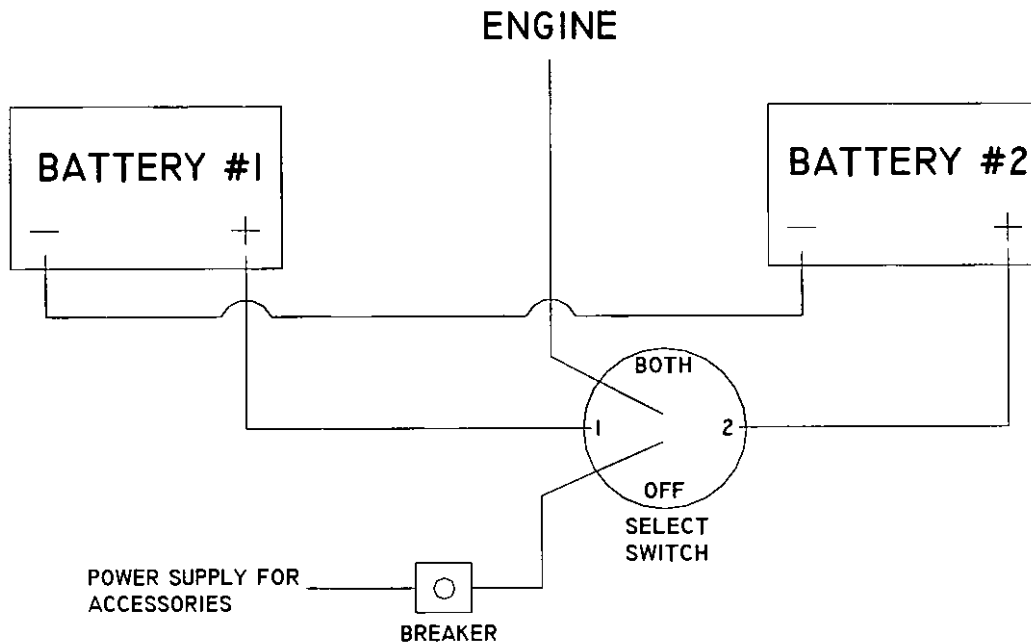 ENGINE
BATTERY #1
BATTERY #2
— +
— +
BOTH
1
2
OFF
SELECT
SWITCH
POWER SUPPLY FOR
ACCESSORIES
BREAKER